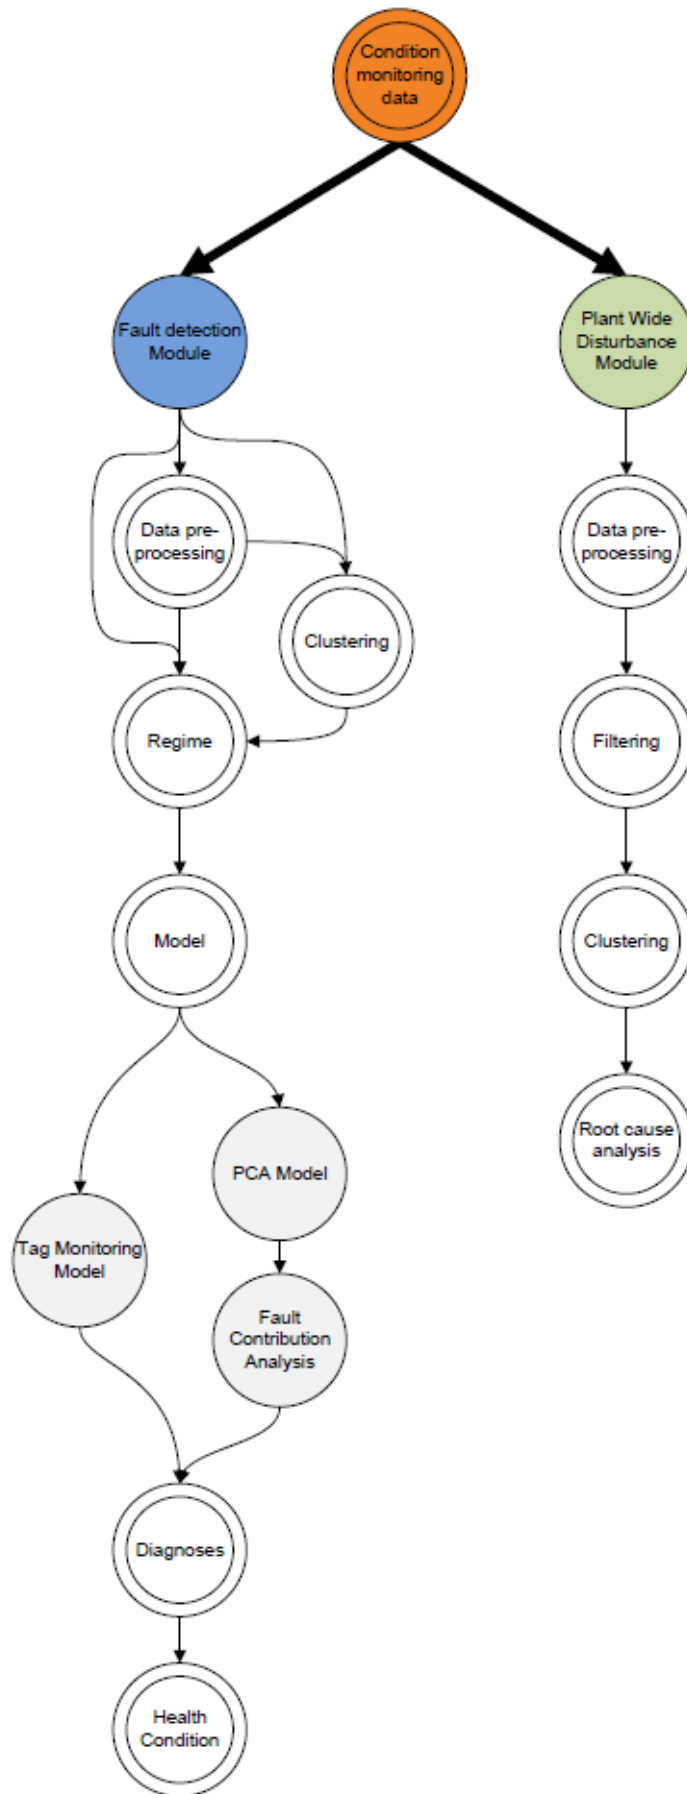 Condition
monitoring
data
Fault detection
Module
Plant Wide
Disturbance
Module
Data pre-
processing
Data pre-
processing
Clustering
Regime
Filtering
Model
Clustering
Root cause
analysis
PCA Model
Tag Monitoring
Model
Fault
Contribution
Analysis
Diagnoses
Health
Condition